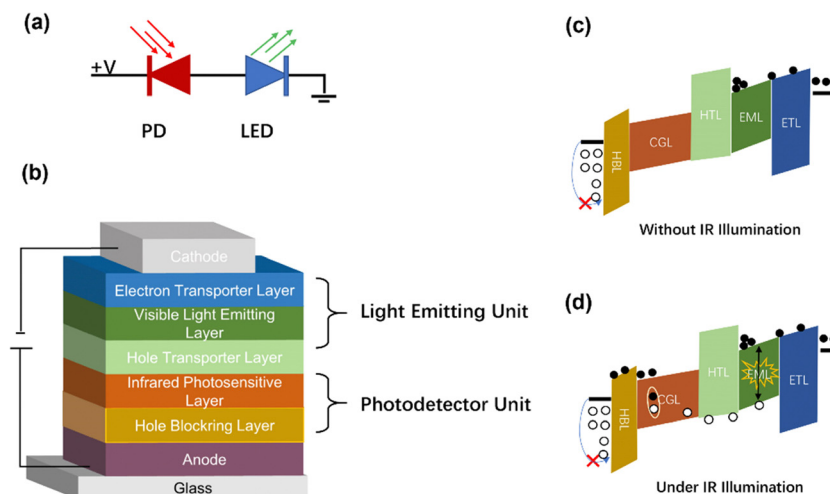 (a)
+V
PD
LED
(b)
Cathode
Electron Transporter Layer
Visible Light Emitting
Layer
Hole Transporter Layer
Infrared Photosensitive
Layer
Hole Blockring Layer
Anode
Glass
Light Emitting Unit
Photodetector Unit
(c)
HBL
CGL
HTL
EML
ETL
Without IR Illumination
(d)
HBL
CGL
HTL
EML
ETL
Under IR Illumination